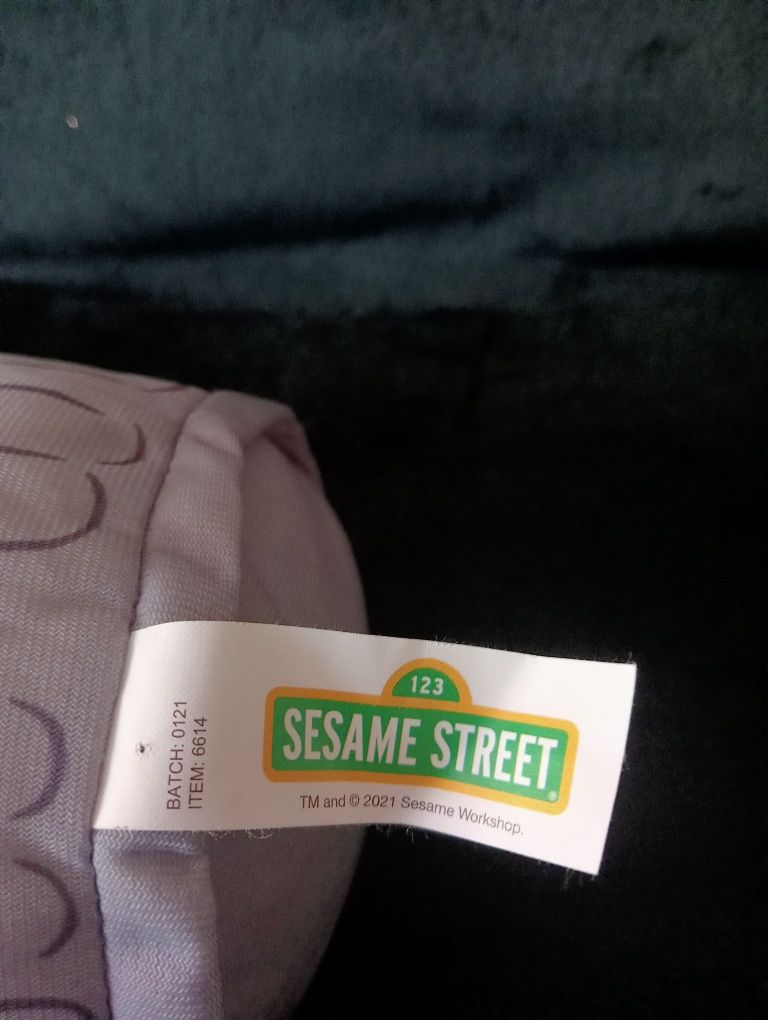 BATCH: 0121
ITEM: 6614
123
SESAME STREET®
TM and © 2021 Sesame Workshop.